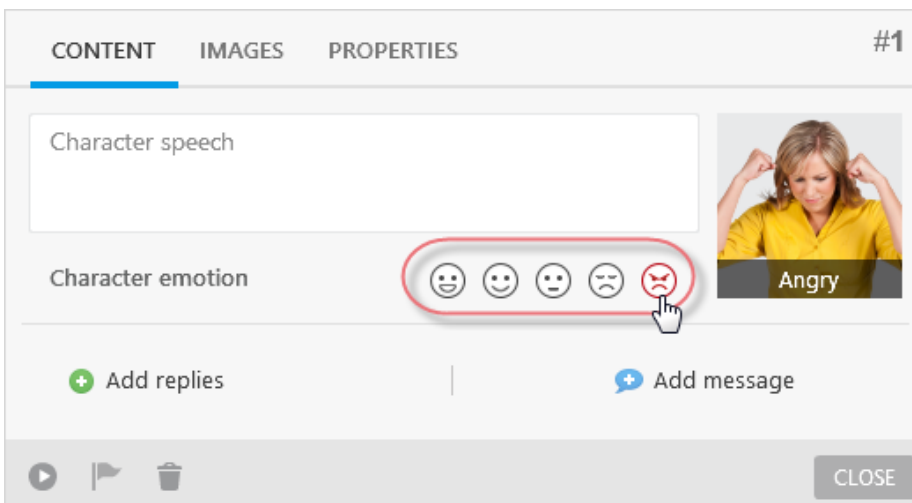 CONTENT IMAGES PROPERTIES #1
Character speech
Character emotion
Angry
Add replies Add message
CLOSE